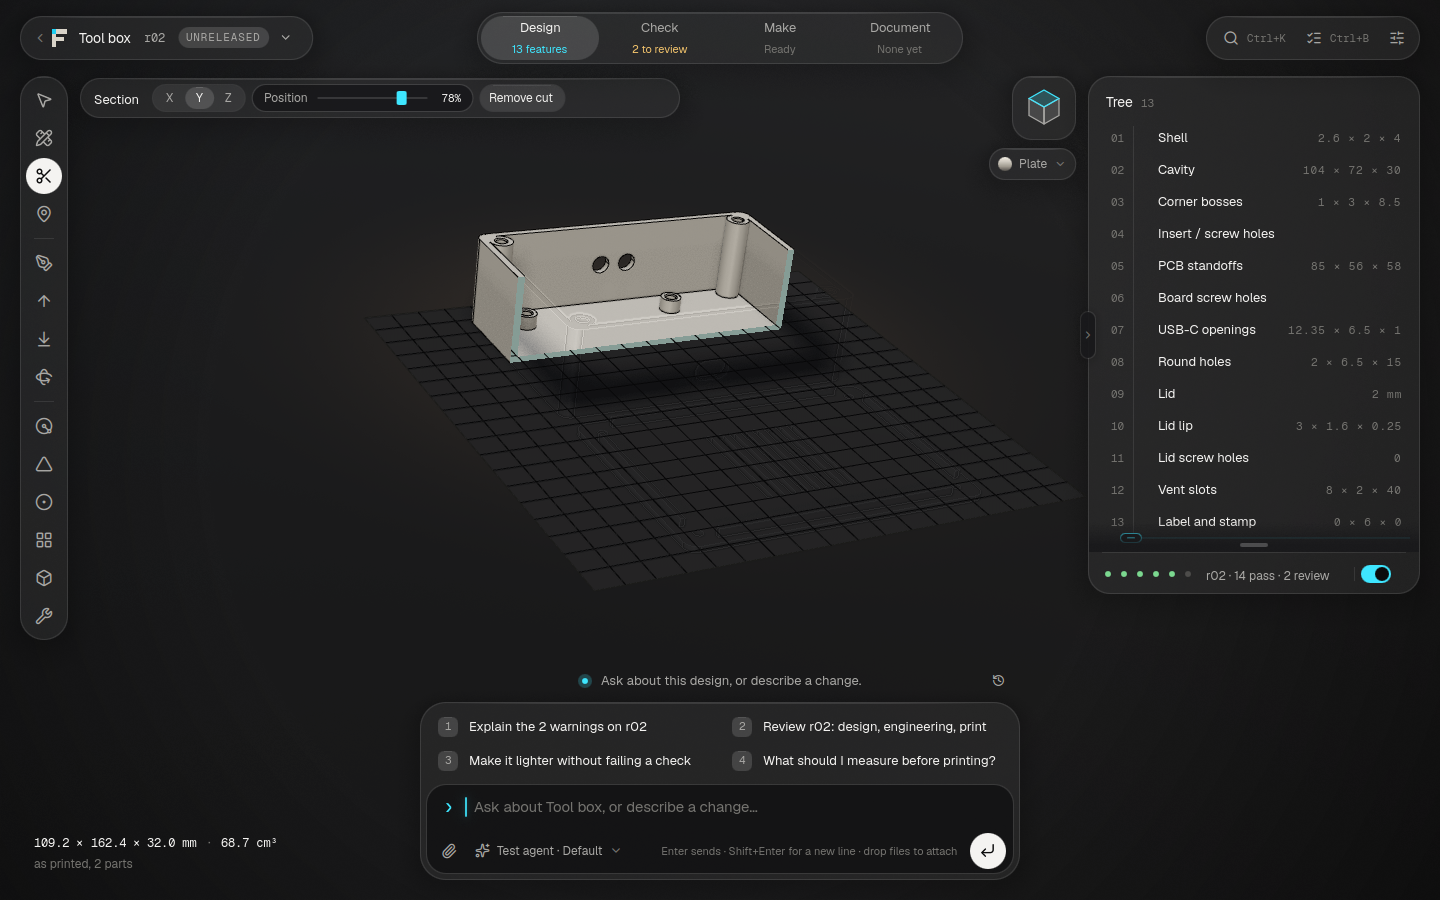 Tool box r02 UNRELEASED
Design
13 features
Check
2 to review
Make
Ready
Document
None yet
Ctrl+K Ctrl+B
Section X Y Z Position 78% Remove cut
Plate
Tree 13
01 Shell 2.6 × 2 × 4
02 Cavity 104 × 72 × 30
03 Corner bosses 1 × 3 × 8.5
04 Insert / screw holes
05 PCB standoffs 85 × 56 × 58
06 Board screw holes
07 USB-C openings 12.35 × 6.5 × 1
08 Round holes 2 × 6.5 × 15
09 Lid 2 mm
10 Lid lip 3 × 1.6 × 0.25
11 Lid screw holes 0
12 Vent slots 8 × 2 × 40
13 Label and stamp 0 × 6 × 0
r02 · 14 pass · 2 review
Ask about this design, or describe a change.
1 Explain the 2 warnings on r02
2 Review r02: design, engineering, print
3 Make it lighter without failing a check
4 What should I measure before printing?
Ask about Tool box, or describe a change...
Test agent · Default
Enter sends · Shift+Enter for a new line · drop files to attach
109.2 × 162.4 × 32.0 mm · 68.7 cm³
as printed, 2 parts